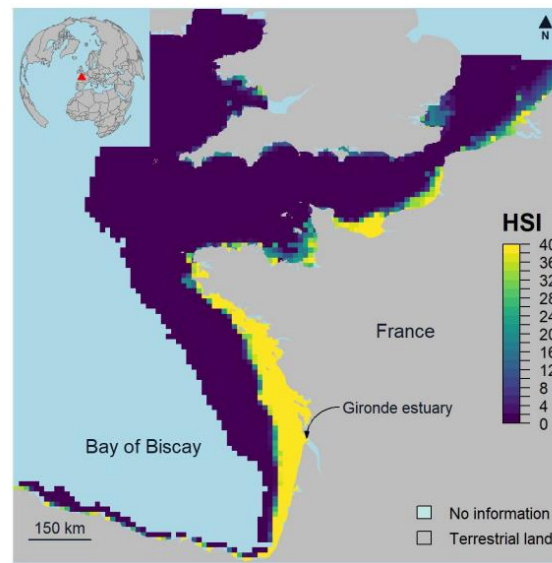 N
HSI
40
36
32
28
24
20
16
12
8
4
0
France
Gironde estuary
Bay of Biscay
150 km
No information
Terrestrial land